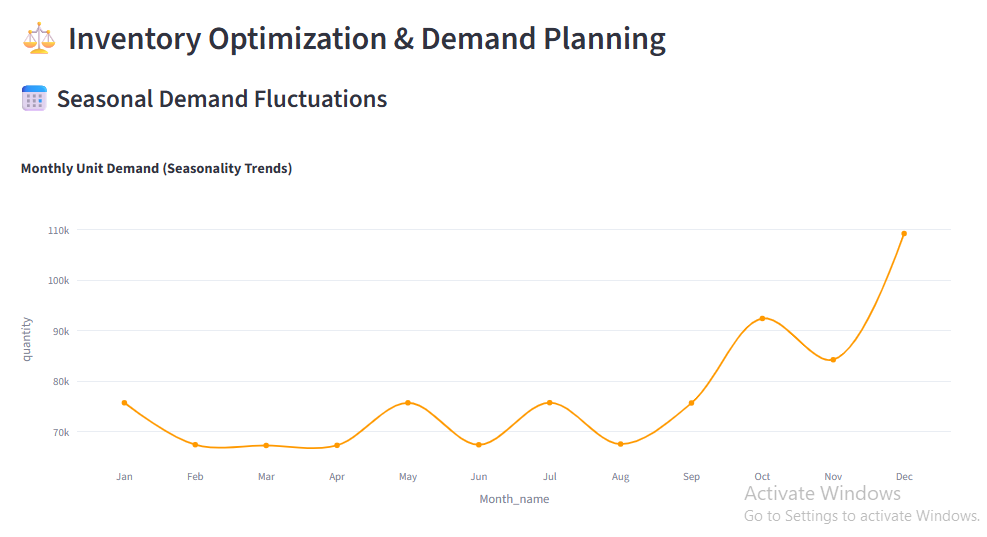 Inventory Optimization & Demand Planning
Seasonal Demand Fluctuations
Monthly Unit Demand (Seasonality Trends)
110k
100k
90k
80k
70k
quantity
Jan Feb Mar Apr May Jun Jul Aug Sep Oct Nov Dec
Month_name
Activate Windows
Go to Settings to activate Windows.